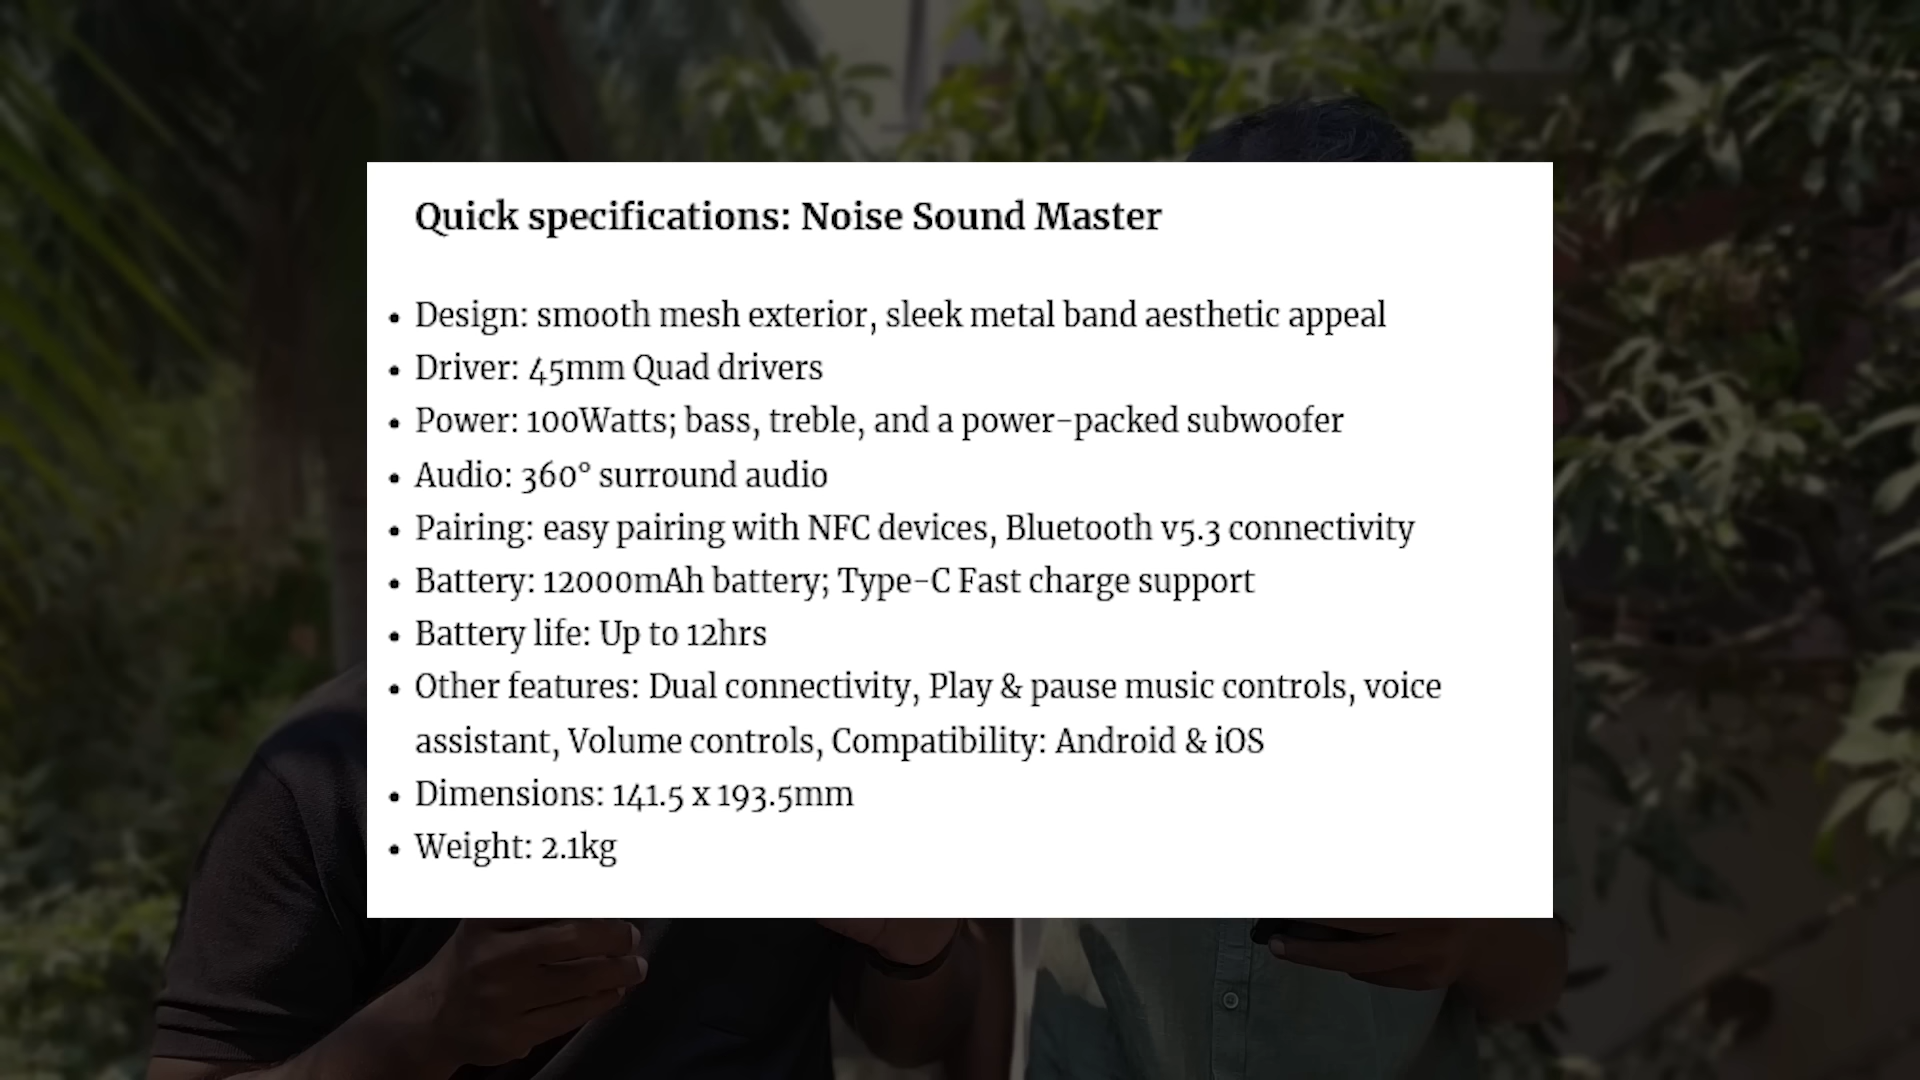 Quick specifications: Noise Sound Master
• Design: smooth mesh exterior, sleek metal band aesthetic appeal
• Driver: 45mm Quad drivers
• Power: 100Watts; bass, treble, and a power-packed subwoofer
• Audio: 360° surround audio
• Pairing: easy pairing with NFC devices, Bluetooth v5.3 connectivity
• Battery: 12000mAh battery; Type-C Fast charge support
• Battery life: Up to 12hrs
• Other features: Dual connectivity, Play & pause music controls, voice
assistant, Volume controls, Compatibility: Android & iOS
• Dimensions: 141.5 x 193.5mm
• Weight: 2.1kg